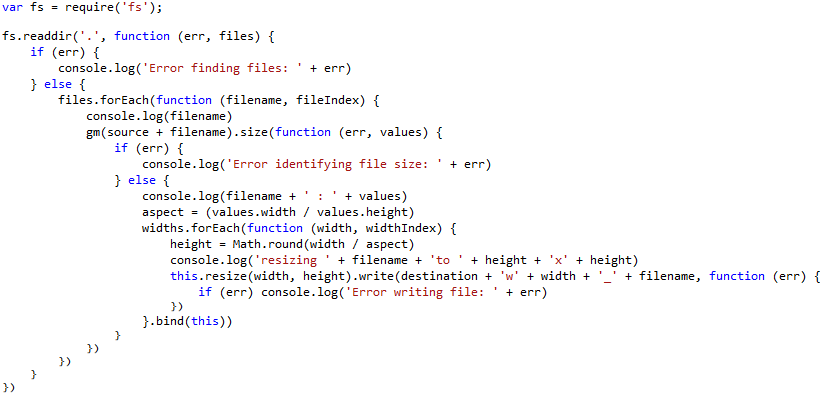 var fs = require('fs');

fs.readdir('.', function (err, files) {
    if (err) {
        console.log('Error finding files: ' + err)
    } else {
        files.forEach(function (filename, fileIndex) {
            console.log(filename)
            gm(source + filename).size(function (err, values) {
                if (err) {
                    console.log('Error identifying file size: ' + err)
                } else {
                    console.log(filename + ' : ' + values)
                    aspect = (values.width / values.height)
                    widths.forEach(function (width, widthIndex) {
                        height = Math.round(width / aspect)
                        console.log('resizing ' + filename + 'to ' + height + 'x' + height)
                        this.resize(width, height).write(destination + 'w' + width + '_' + filename, function (err) {
                            if (err) console.log('Error writing file: ' + err)
                        })
                    }.bind(this))
                }
            })
        })
    }
})